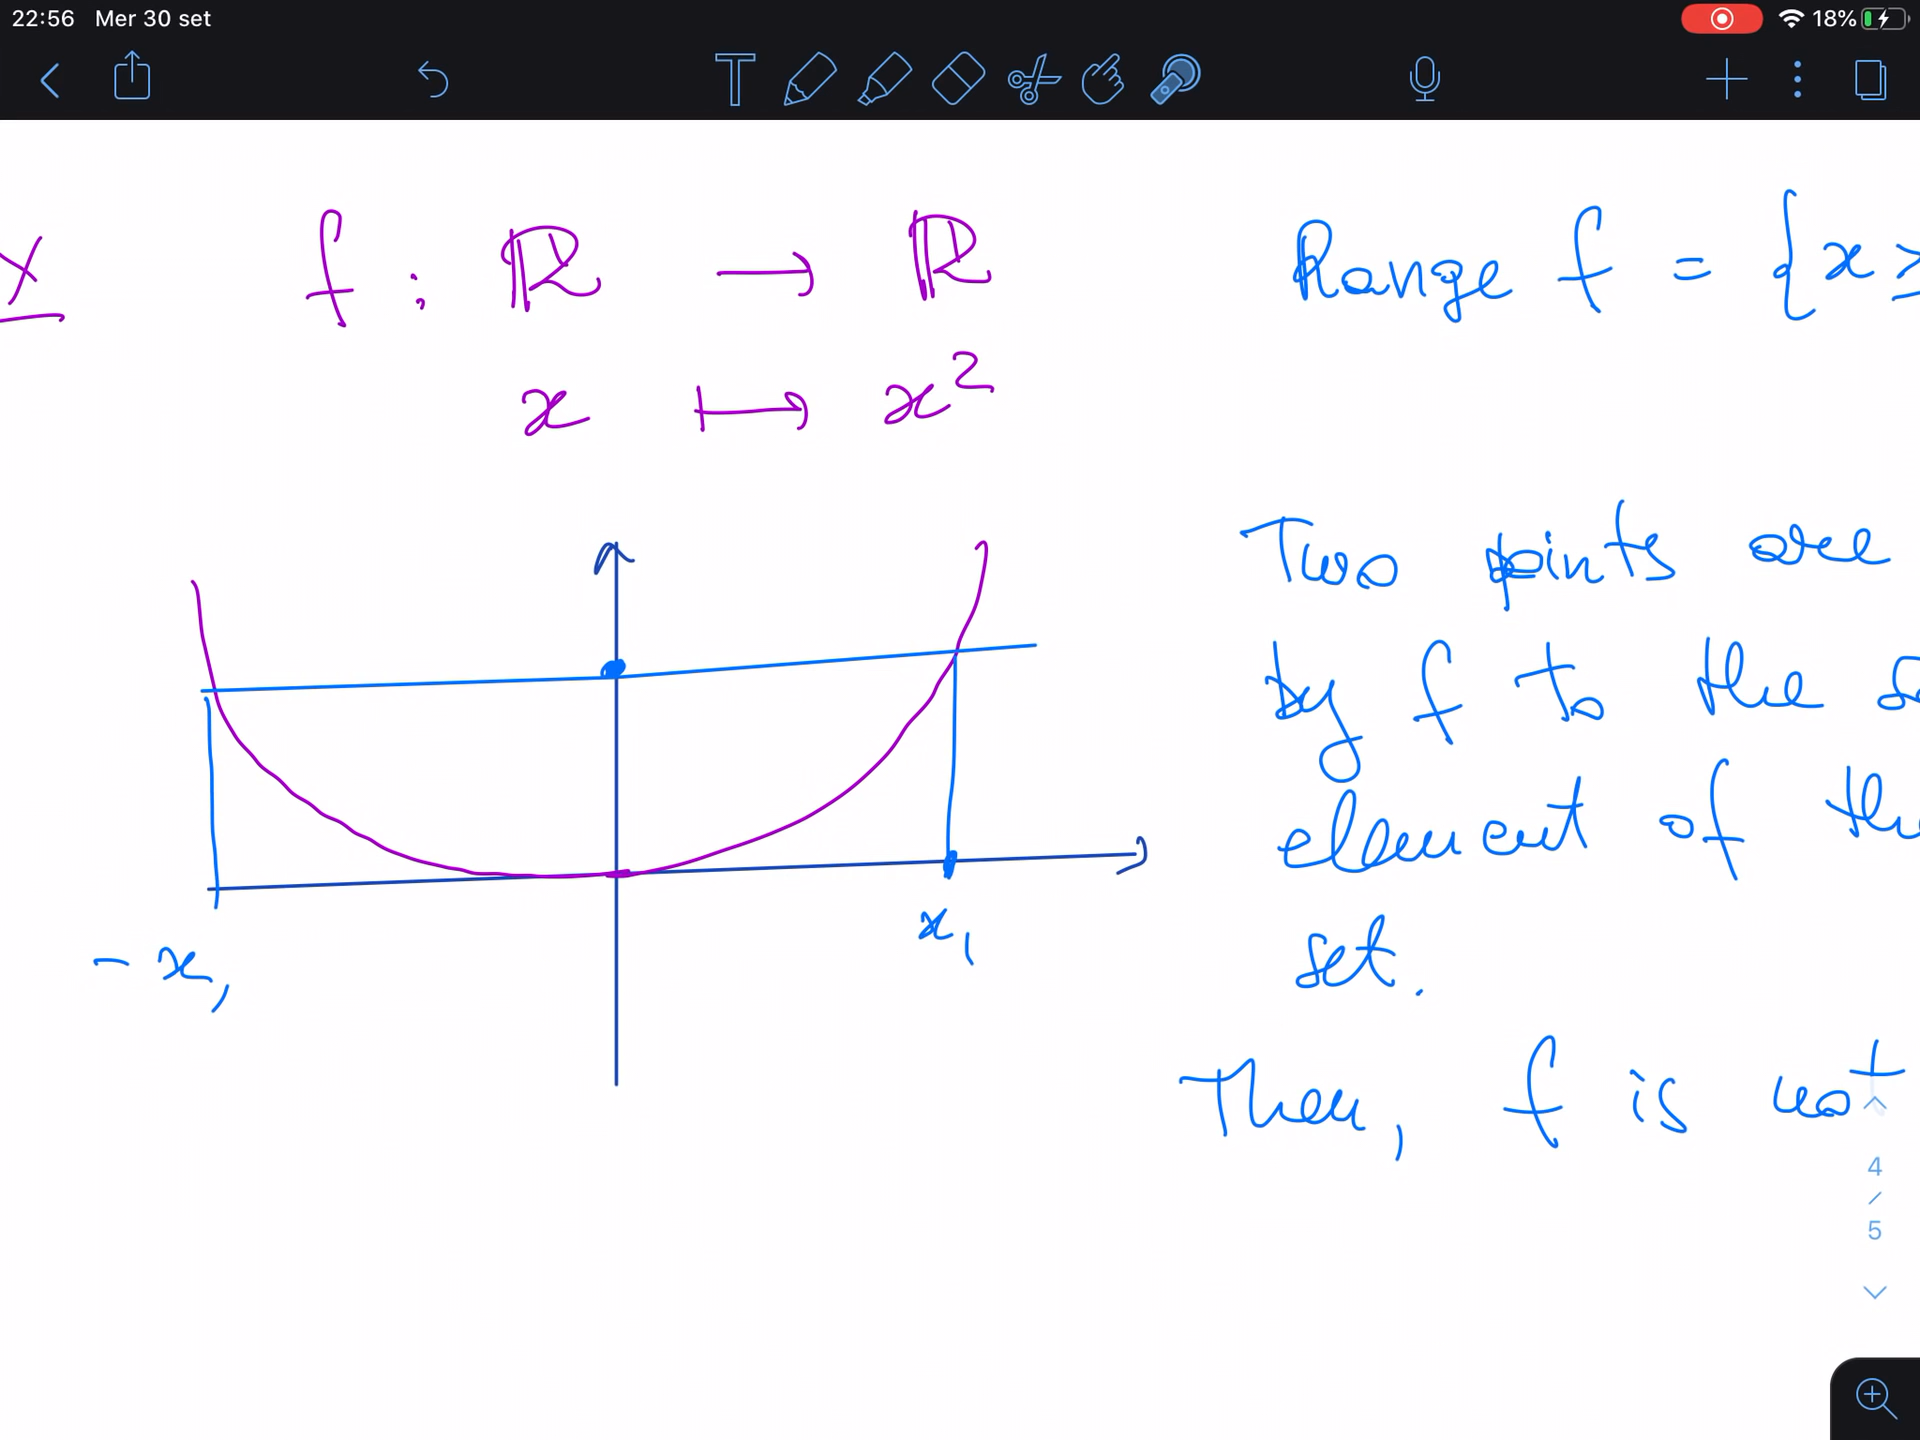 22:56 Mer 30 set 18%
X f : ℝ → ℝ Range f = { x ≥
x ↦ x²
Two points are
by f to the s
element of the
set.
- x₁ x₁
Then, f is not
4
/
5